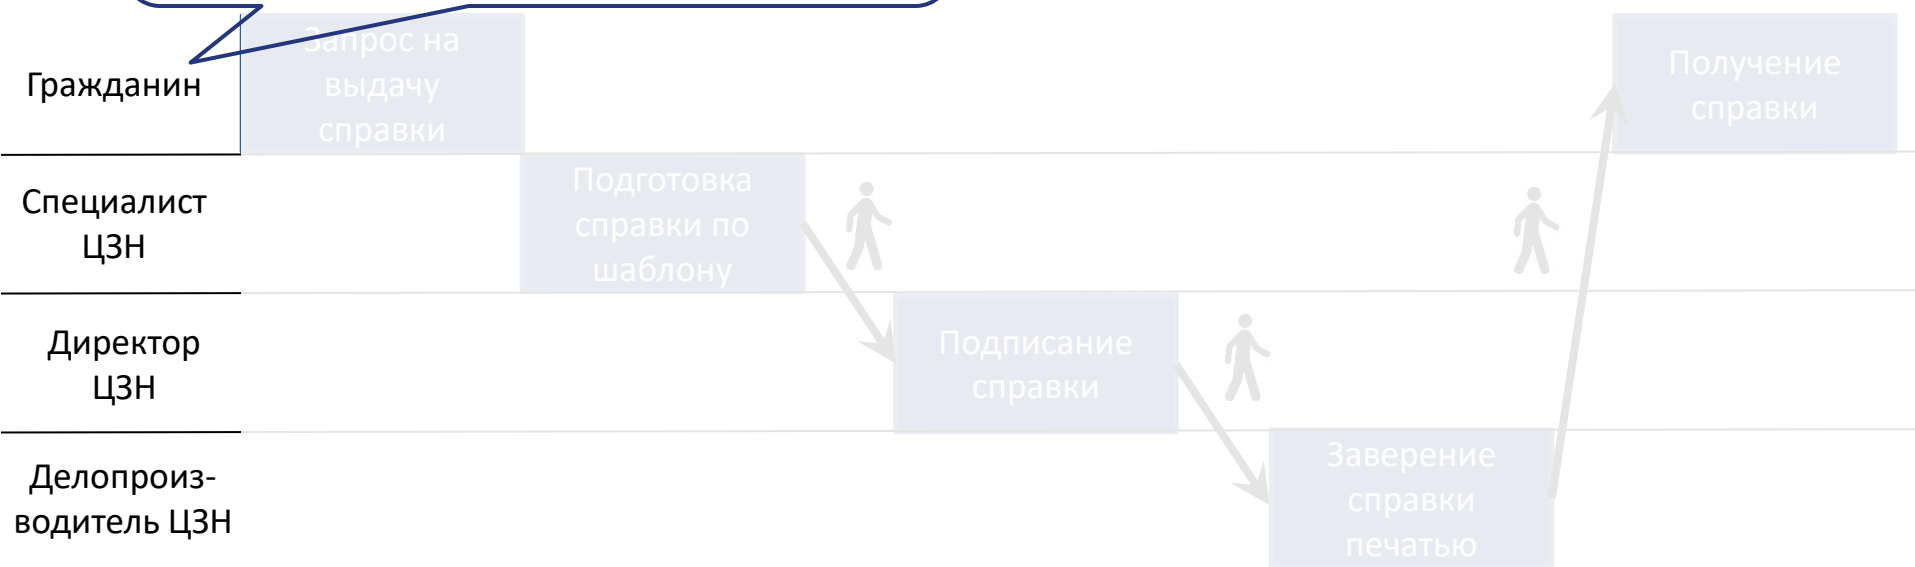 Гражданин
Запрос на
выдачу
справки
Получение
справки
Специалист
ЦЗН
Подготовка
справки по
шаблону
Директор
ЦЗН
Подписание
справки
Делопроиз-
водитель ЦЗН
Заверение
справки
печатью